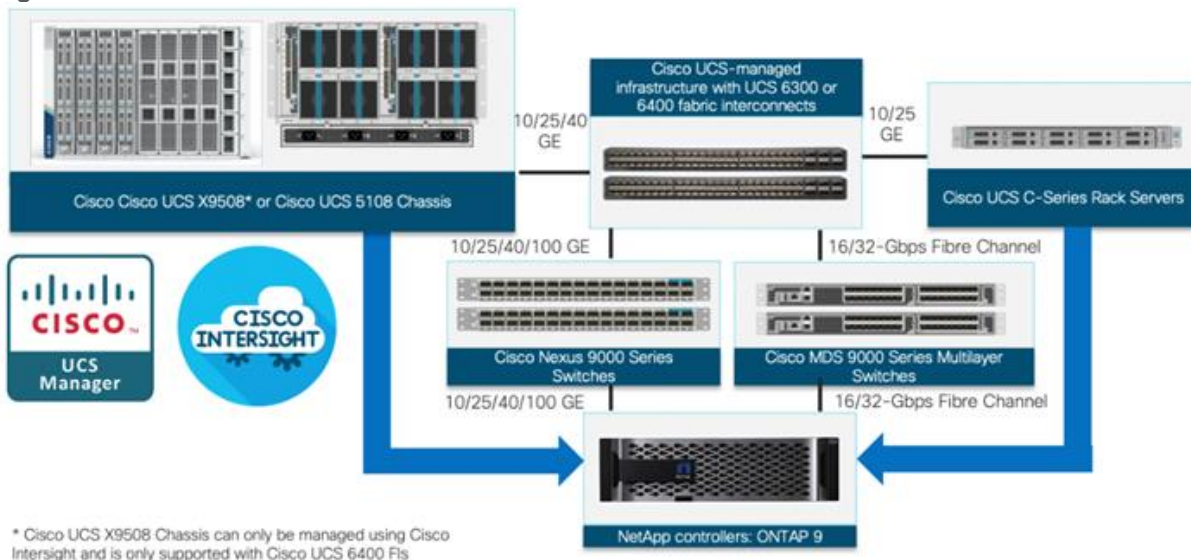 Cisco UCS-managed
infrastructure with UCS 6300 or
6400 fabric interconnects
10/25/40
GE
10/25
GE
Cisco Cisco UCS X9508* or Cisco UCS 5108 Chassis
Cisco UCS C-Series Rack Servers
10/25/40/100 GE
16/32-Gbps Fibre Channel
CISCO
UCS
Manager
CISCO
INTERSIGHT
Cisco Nexus 9000 Series
Switches
Cisco MDS 9000 Series Multilayer
Switches
10/25/40/100 GE
16/32-Gbps Fibre Channel
NetApp controllers: ONTAP 9
* Cisco UCS X9508 Chassis can only be managed using Cisco
Intersight and is only supported with Cisco UCS 6400 FIs